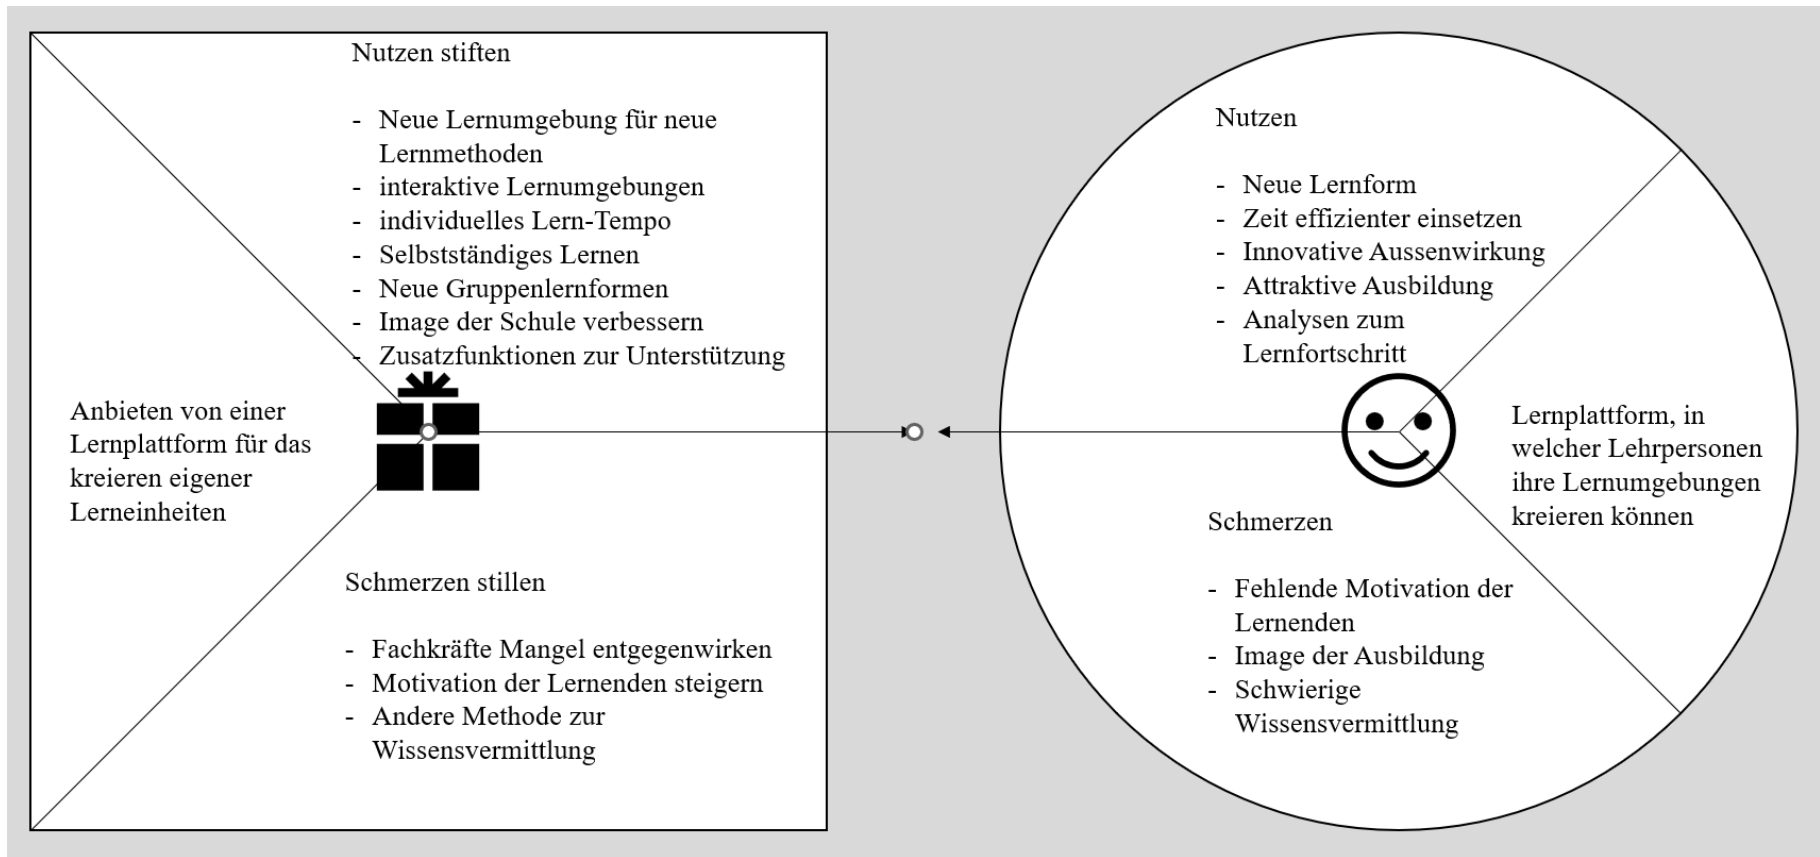 Nutzen stiften
- Neue Lernumgebung für neue
Lernmethoden
- interaktive Lernumgebungen
- individuelles Lern-Tempo
- Selbstständiges Lernen
- Neue Gruppenlernformen
- Image der Schule verbessern
- Zusatzfunktionen zur Unterstützung
Anbieten von einer
Lernplattform für das
kreieren eigener
Lerneinheiten
Schmerzen stillen
- Fachkräfte Mangel entgegenwirken
- Motivation der Lernenden steigern
- Andere Methode zur
Wissensvermittlung
Nutzen
- Neue Lernform
- Zeit effizienter einsetzen
- Innovative Aussenwirkung
- Attraktive Ausbildung
- Analysen zum
Lernfortschritt
Lernplattform, in
welcher Lehrpersonen
ihre Lernumgebungen
kreieren können
Schmerzen
- Fehlende Motivation der
Lernenden
- Image der Ausbildung
- Schwierige
Wissensvermittlung